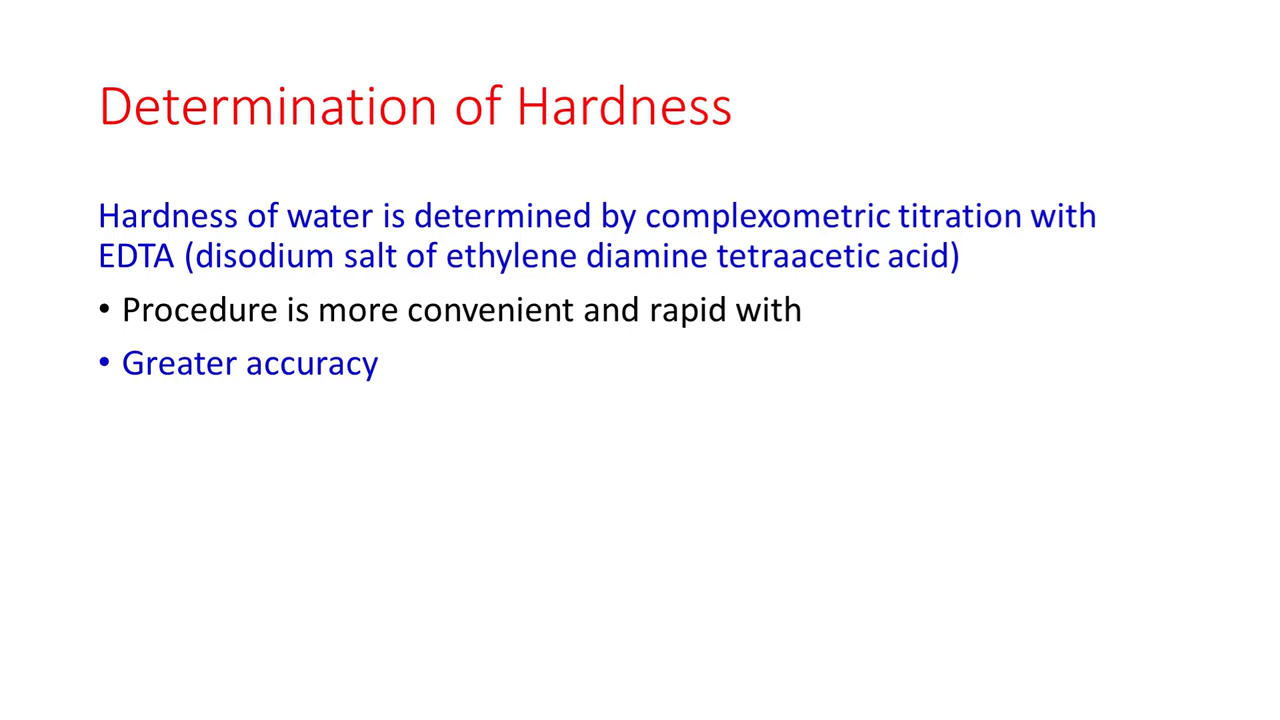 Determination of Hardness
Hardness of water is determined by complexometric titration with
EDTA (disodium salt of ethylene diamine tetraacetic acid)
• Procedure is more convenient and rapid with
• Greater accuracy